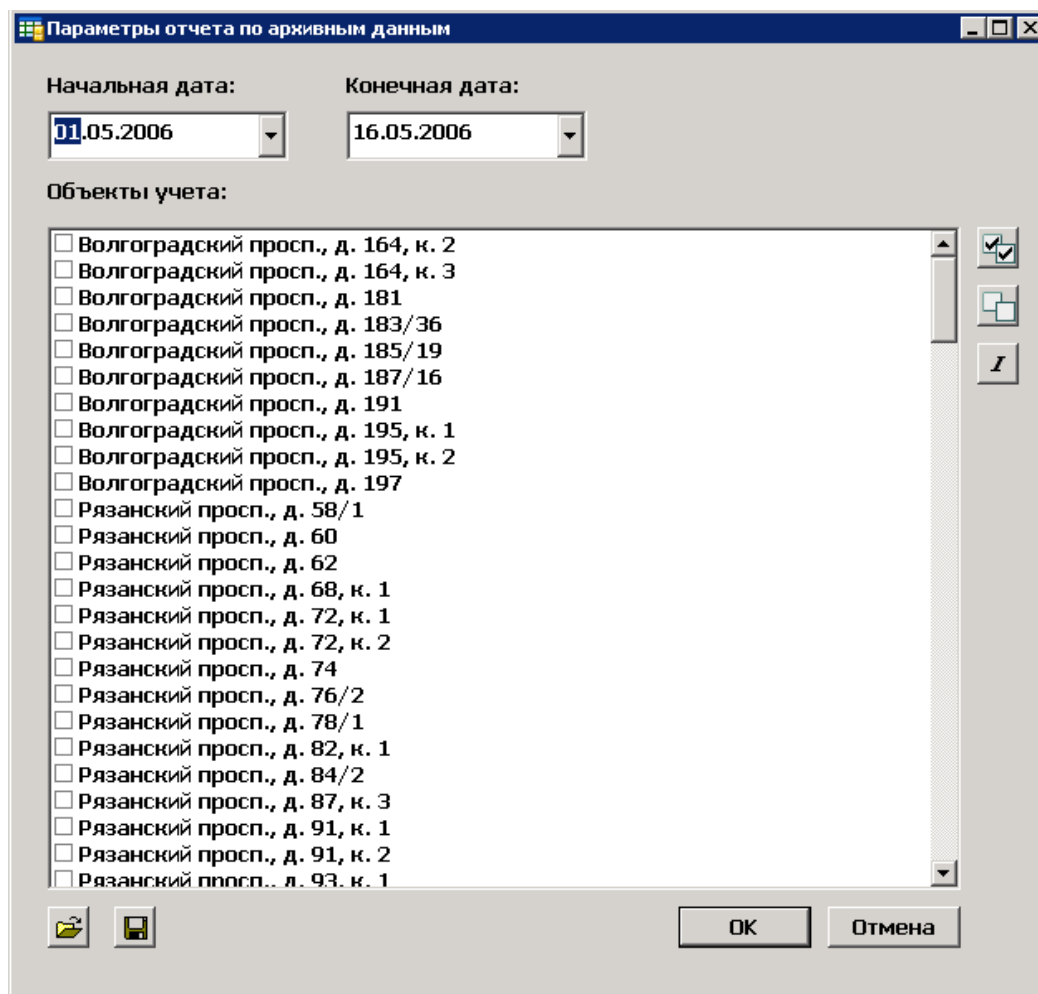 Параметры отчета по архивным данным
Начальная дата: Конечная дата:
01.05.2006 16.05.2006
Объекты учета:
Волгоградский просп., д. 164, к. 2
Волгоградский просп., д. 164, к. 3
Волгоградский просп., д. 181
Волгоградский просп., д. 183/36
Волгоградский просп., д. 185/19
Волгоградский просп., д. 187/16
Волгоградский просп., д. 191
Волгоградский просп., д. 195, к. 1
Волгоградский просп., д. 195, к. 2
Волгоградский просп., д. 197
Рязанский просп., д. 58/1
Рязанский просп., д. 60
Рязанский просп., д. 62
Рязанский просп., д. 68, к. 1
Рязанский просп., д. 72, к. 1
Рязанский просп., д. 72, к. 2
Рязанский просп., д. 74
Рязанский просп., д. 76/2
Рязанский просп., д. 78/1
Рязанский просп., д. 82, к. 1
Рязанский просп., д. 84/2
Рязанский просп., д. 87, к. 3
Рязанский просп., д. 91, к. 1
Рязанский просп., д. 91, к. 2
Рязанский просп., д. 93, к. 1
I
OK Отмена